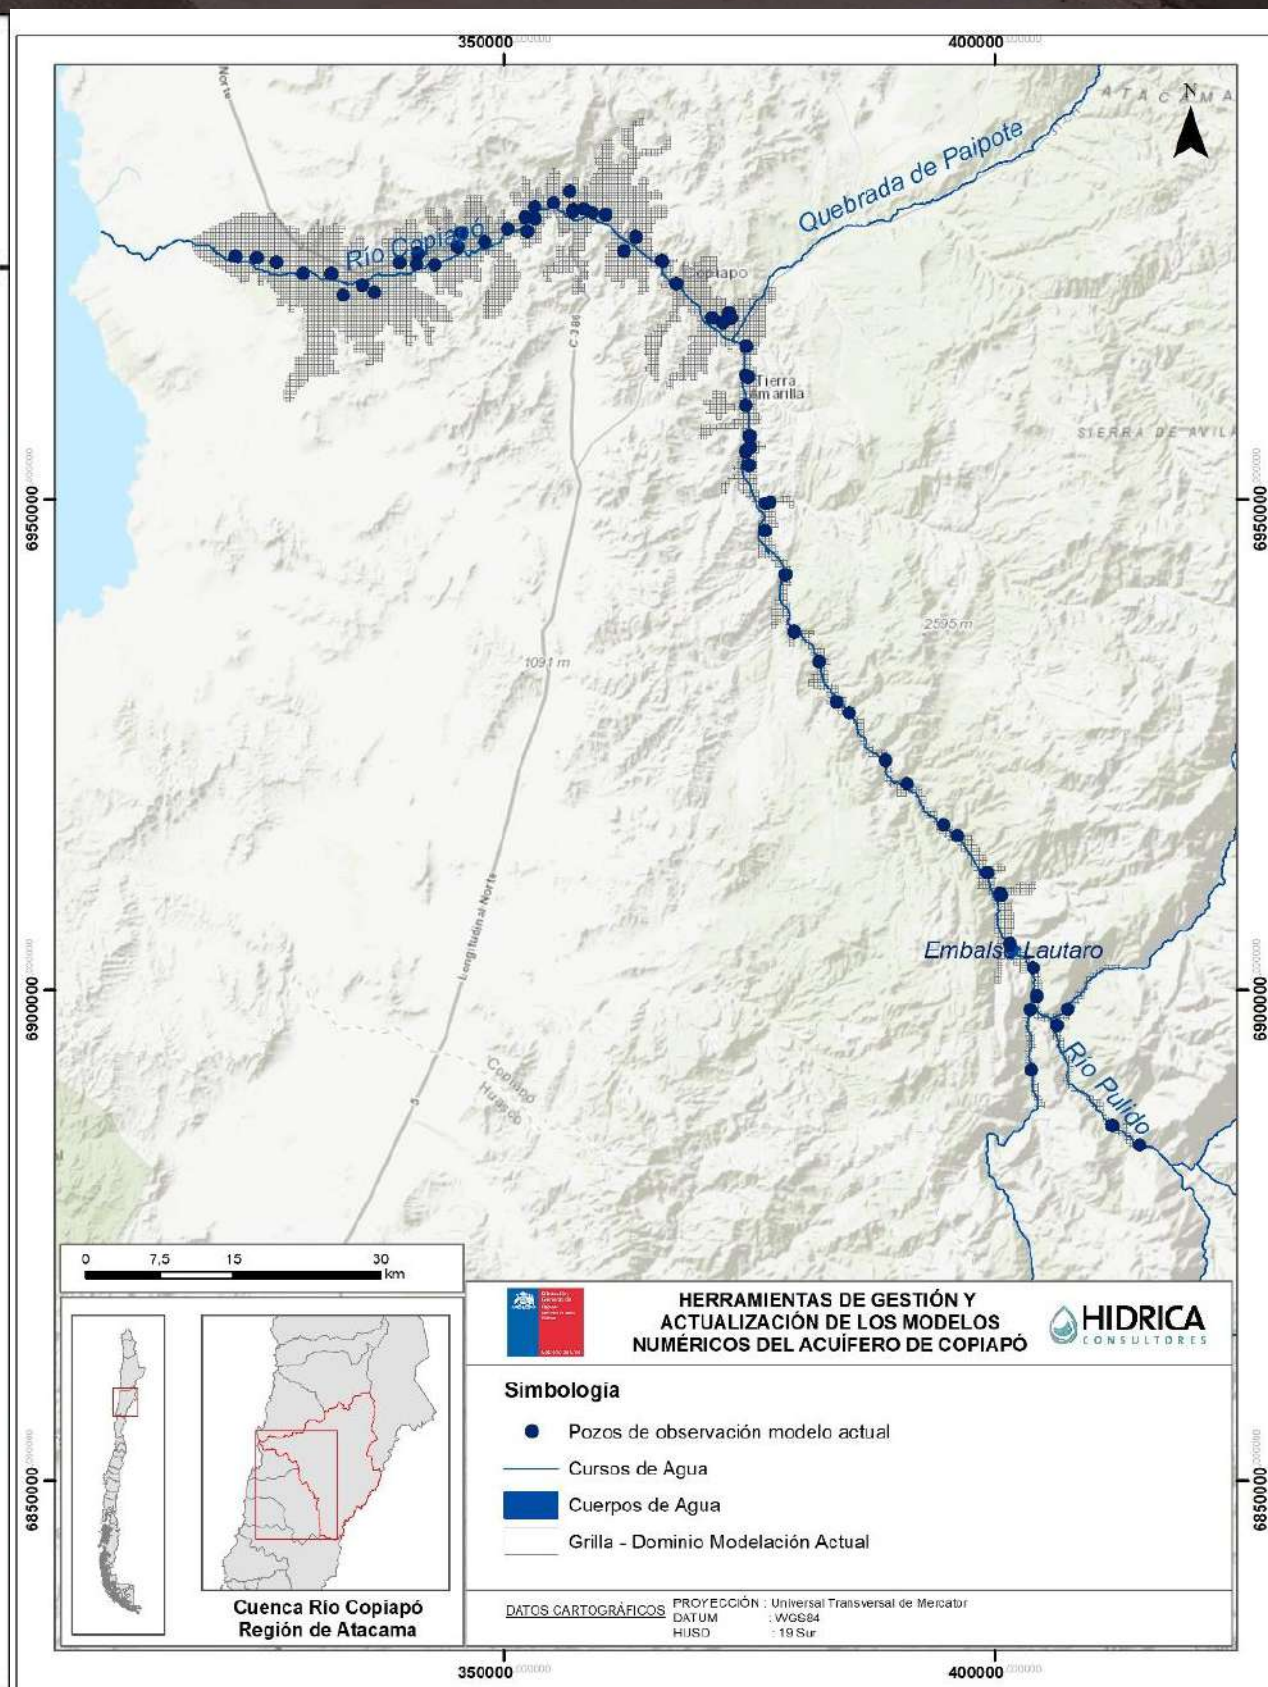 350000
400000
N
ATACAMA
Norte
Quebrada de Paipote
Río Copiapó
Copiapo
C-386
Tierra
Amarilla
SIERRA DE AVILA
6950000
6950000
2595 m
1091 m
Longitudinal Norte
Embalse Lautaro
6900000
6900000
Río Pulido
Copiapó
Huasco
5
0 7,5 15 30
km
HERRAMIENTAS DE GESTIÓN Y
ACTUALIZACIÓN DE LOS MODELOS
NUMÉRICOS DEL ACUÍFERO DE COPIAPÓ
HIDRICA
CONSULTORES
Simbología
Pozos de observación modelo actual
Cursos de Agua
Cuerpos de Agua
Grilla - Dominio Modelación Actual
6850000
6850000
Cuenca Río Copiapó
Región de Atacama
DATOS CARTOGRÁFICOS
PROYECCIÓN : Universal Transversal de Mercator
DATUM : WGS84
HUSO : 19 Sur
350000
400000